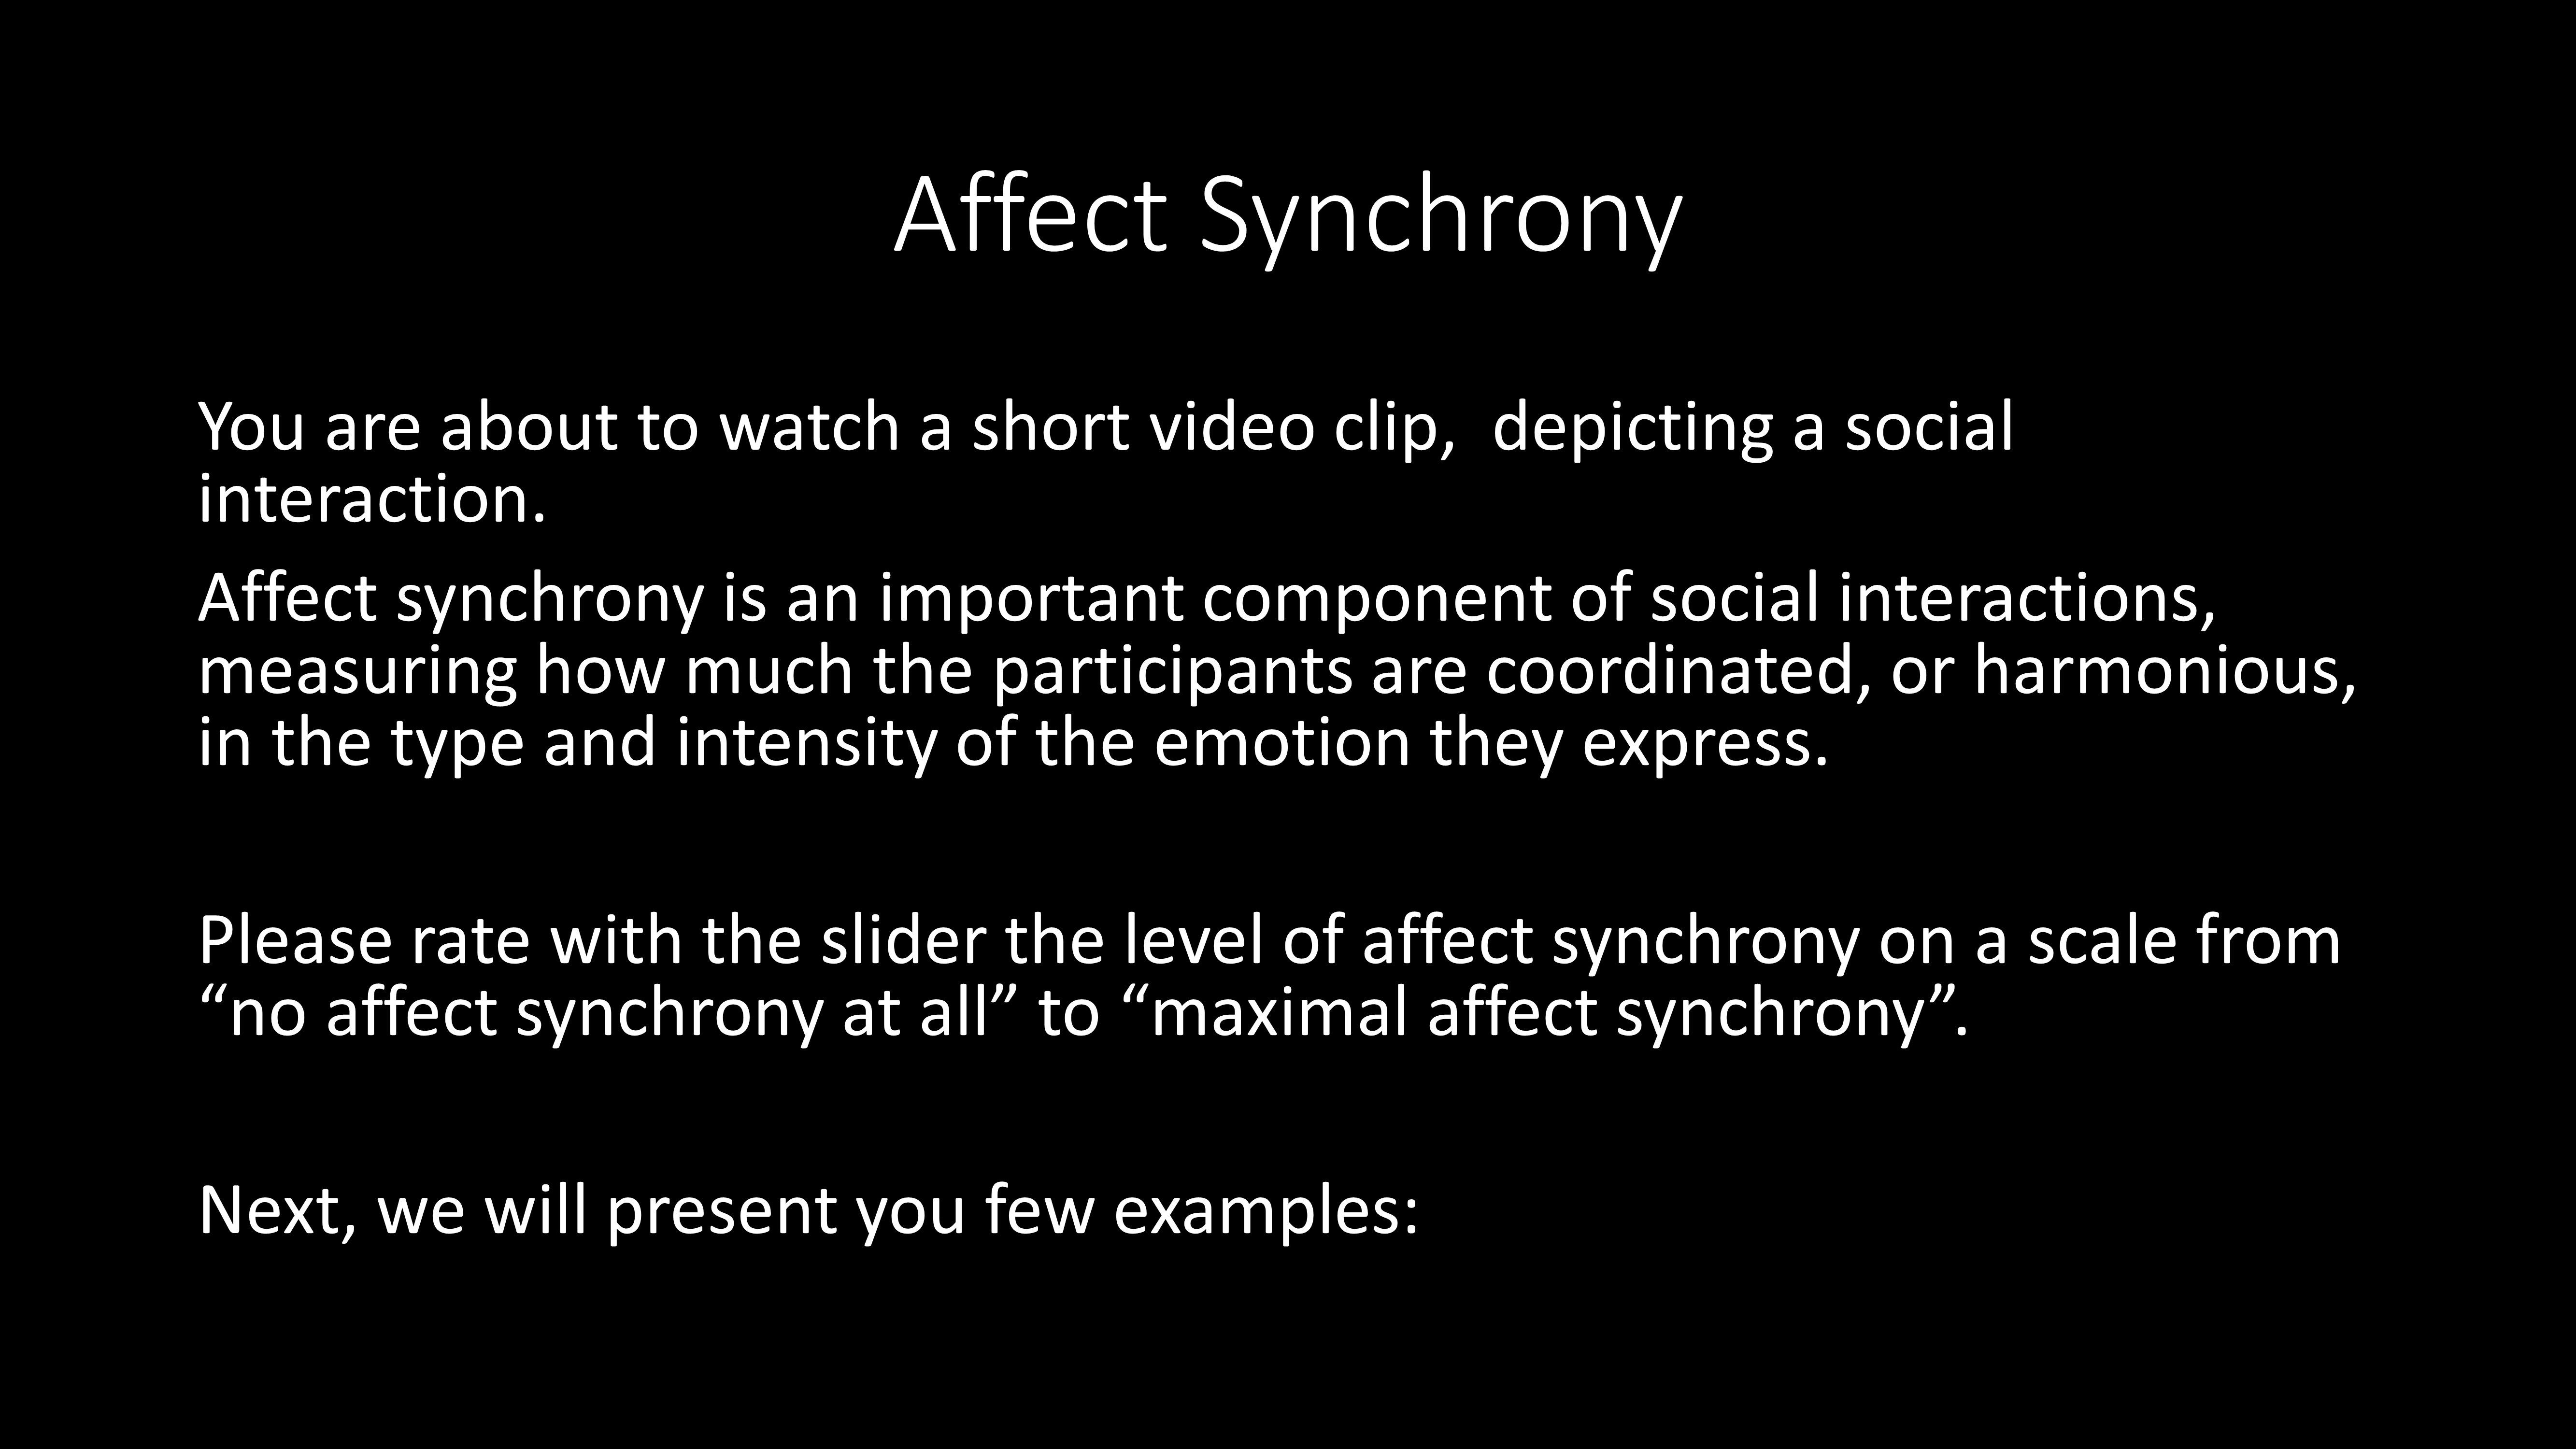 Affect Synchrony
You are about to watch a short video clip,  depicting a social
interaction.
Affect synchrony is an important component of social interactions,
measuring how much the participants are coordinated, or harmonious,
in the type and intensity of the emotion they express.
Please rate with the slider the level of affect synchrony on a scale from
“no affect synchrony at all” to “maximal affect synchrony”.
Next, we will present you few examples: